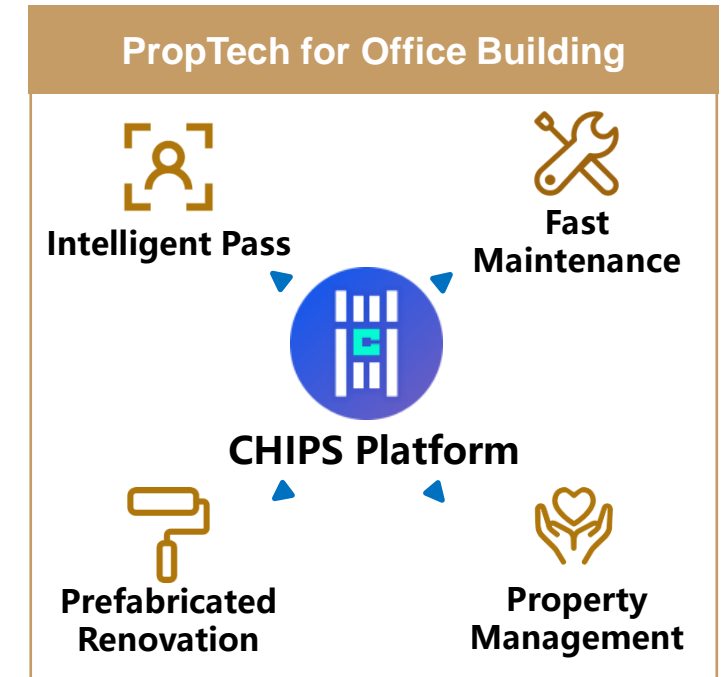 PropTech for Office Building
Intelligent Pass
Fast
Maintenance
C
CHIPS Platform
Prefabricated
Renovation
Property
Management